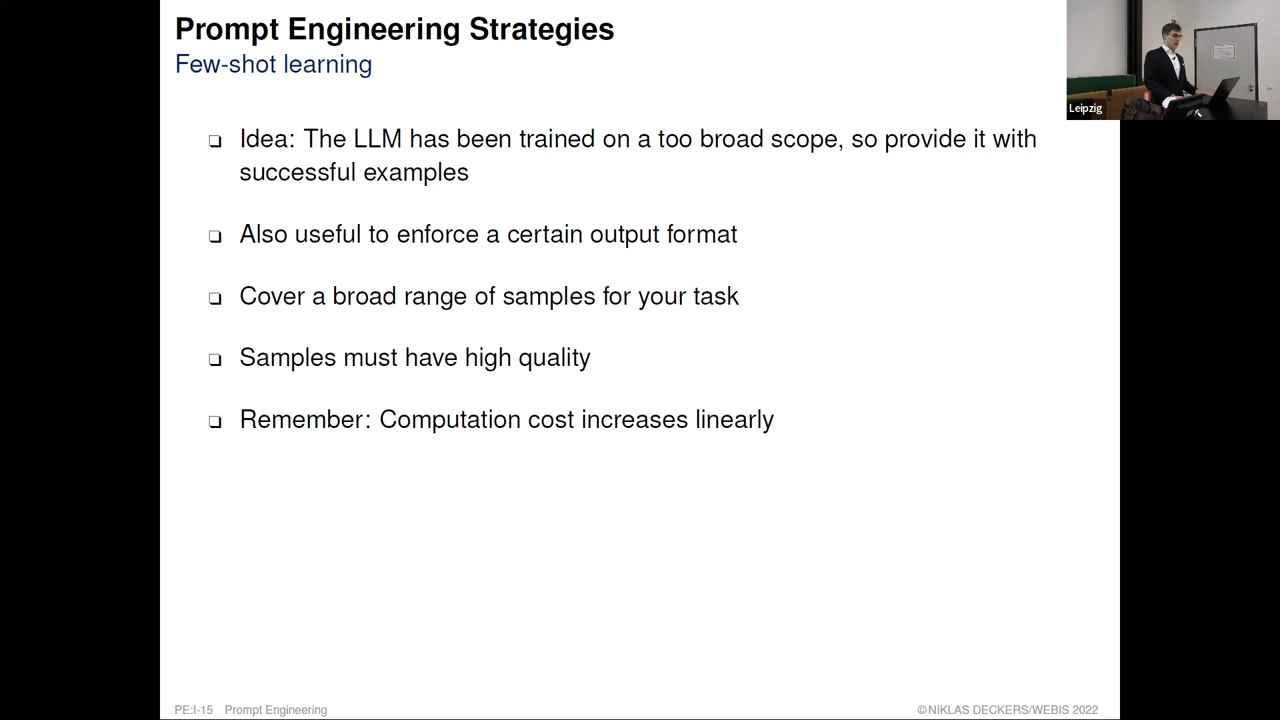 Prompt Engineering Strategies
Few-shot learning
Leipzig
Idea: The LLM has been trained on a too broad scope, so provide it with
successful examples
Also useful to enforce a certain output format
Cover a broad range of samples for your task
Samples must have high quality
Remember: Computation cost increases linearly
PE:I-15 Prompt Engineering
©NIKLAS DECKERS/WEBIS 2022